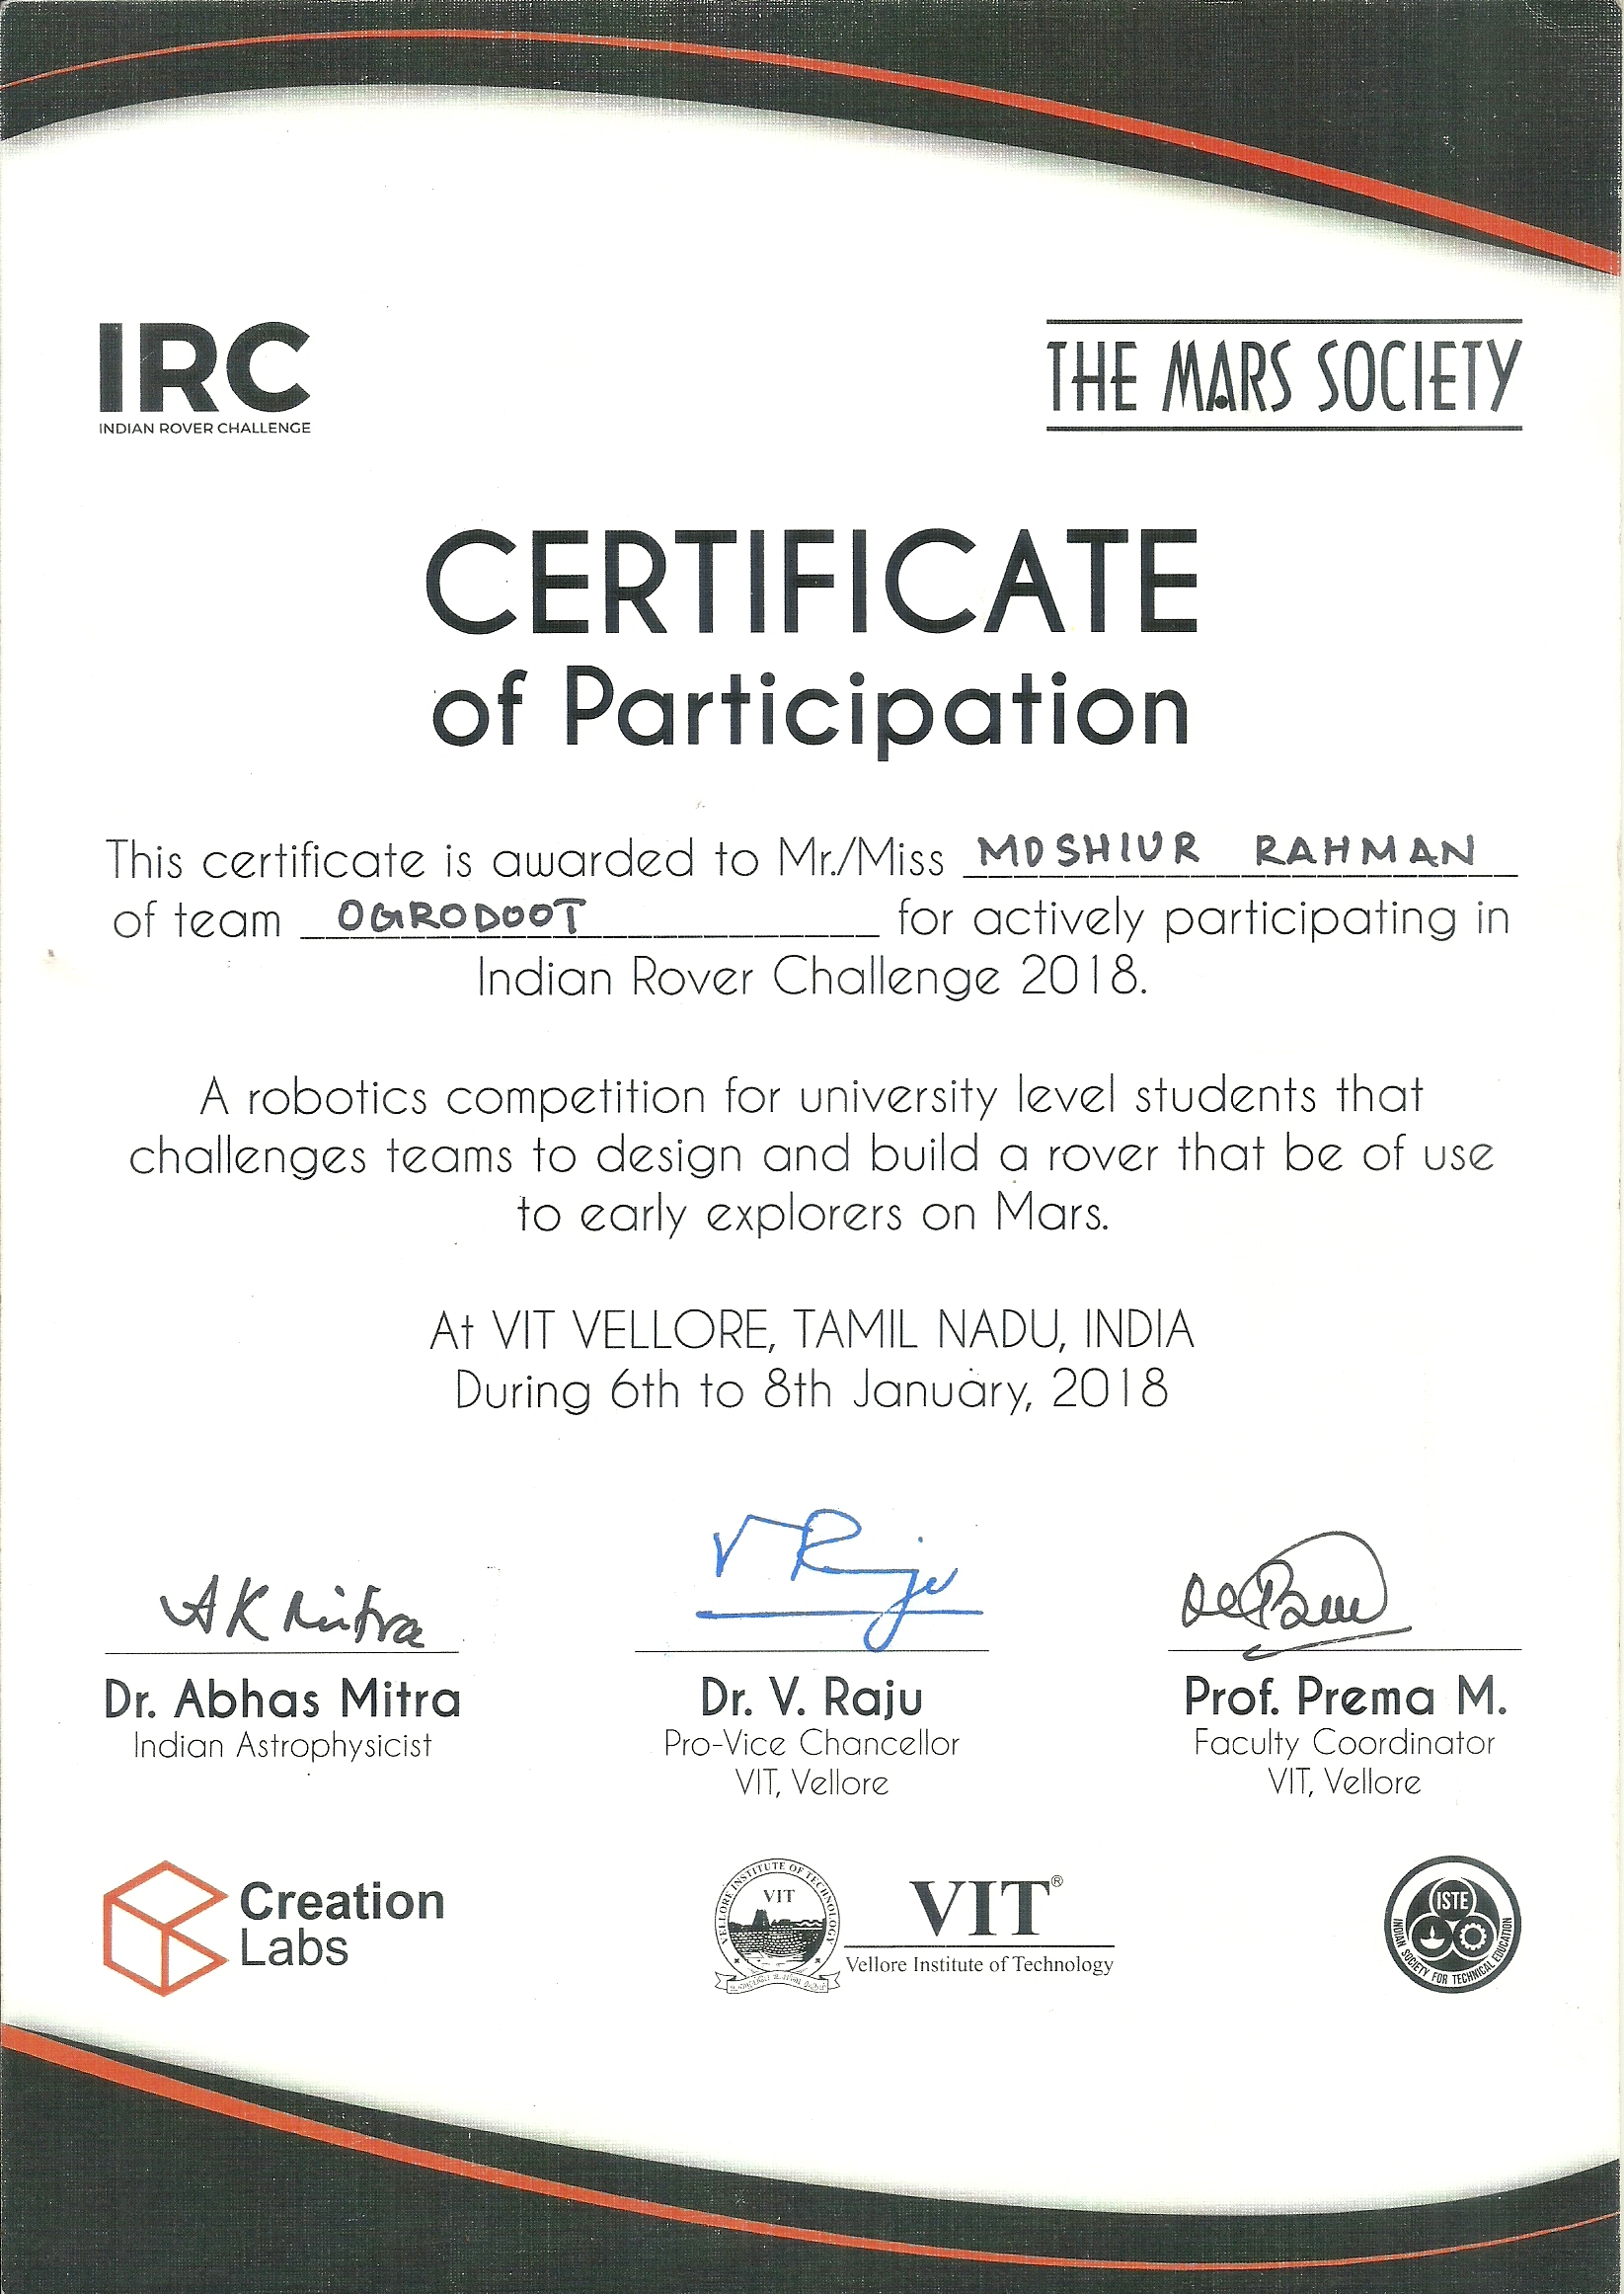 IRC
INDIAN ROVER CHALLENGE
THE MARS SOCIETY
CERTIFICATE
of Participation
This certificate is awarded to Mr./Miss MOSHIUR RAHMAN
of team OGRODOOT for actively participating in
Indian Rover Challenge 2018.
A robotics competition for university level students that
challenges teams to design and build a rover that be of use
to early explorers on Mars.
At VIT VELLORE, TAMIL NADU, INDIA
During 6th to 8th January, 2018
A K Mitra
V Raju
Dr. Abhas Mitra
Indian Astrophysicist
Dr. V. Raju
Pro-Vice Chancellor
VIT, Vellore
Prof. Prema M.
Faculty Coordinator
VIT, Vellore
Creation
Labs
VELLORE INSTITUTE OF TECHNOLOGY
VIT
VIT®
Vellore Institute of Technology
ISTE
INDIAN SOCIETY FOR TECHNICAL EDUCATION